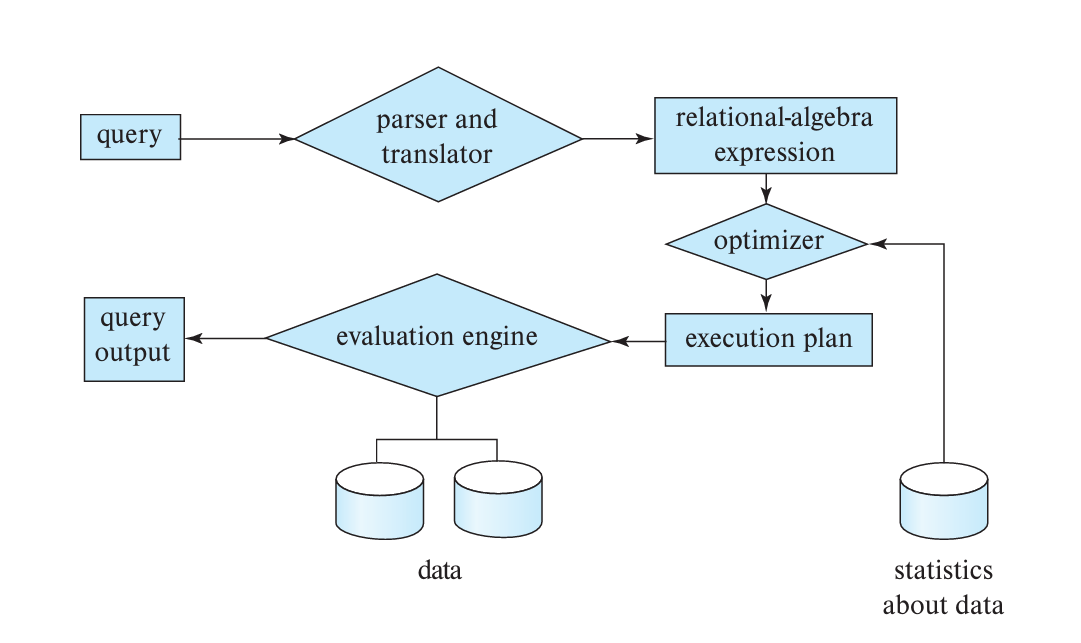 query
parser and
translator
relational-algebra
expression
optimizer
query
output
evaluation engine
execution plan
data
statistics
about data